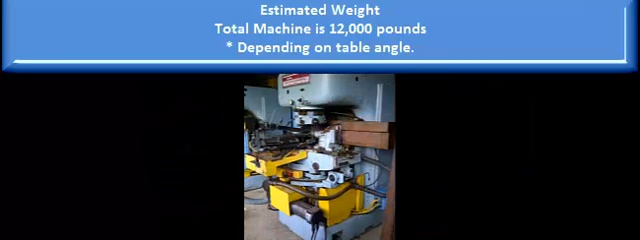 Estimated Weight
Total Machine is 12,000 pounds
* Depending on table angle.